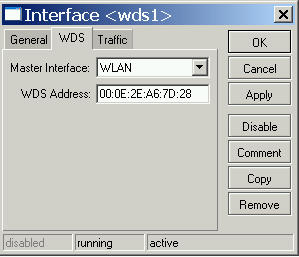 Interface <wds1>
General WDS Traffic
OK
Master Interface: WLAN
Cancel
WDS Address: 00:0E:2E:A6:7D:28
Apply
Disable
Comment
Copy
Remove
disabled running active